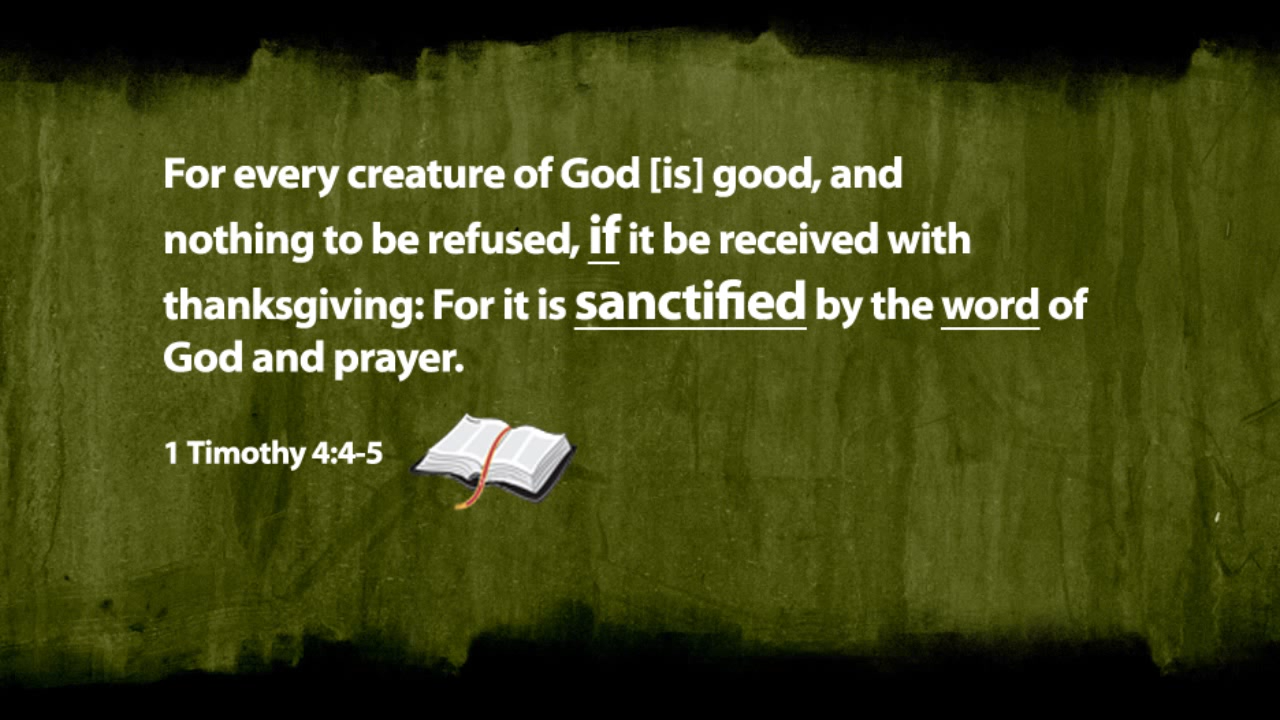 For every creature of God [is] good, and
nothing to be refused, if it be received with
thanksgiving: For it is sanctified by the word of
God and prayer.
1 Timothy 4:4-5